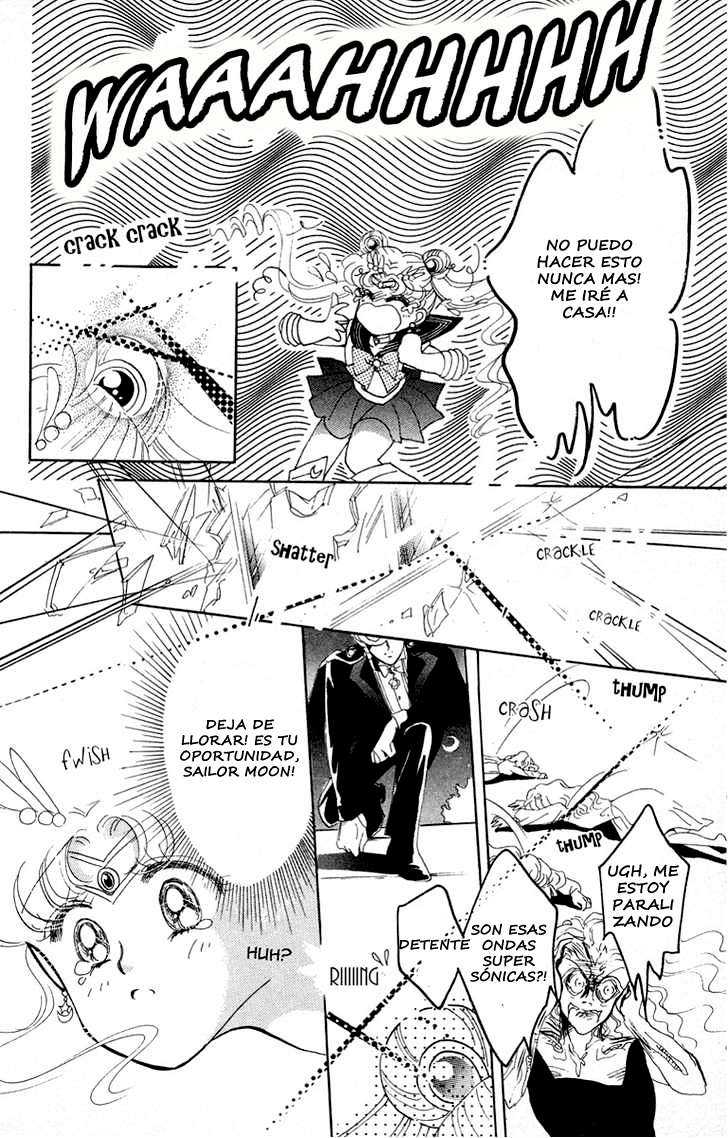 WAAAHHHHHH
NO PUEDO
HACER ESTO
NUNCA MAS!
ME IRÉ A
CASA!!
crack crack
SHatter
CRACKLE
CRACKLE
tHUMP
CRaSH
DEJA DE
LLORAR! ES TU
OPORTUNIDAD,
SAILOR MOON!
fWISH
tHUMP
UGH, ME
ESTOY
PARALI
ZANDO
SON ESAS
ONDAS
SUPER
SÓNICAS?!
DETENTE
HUH?
RIIIIING